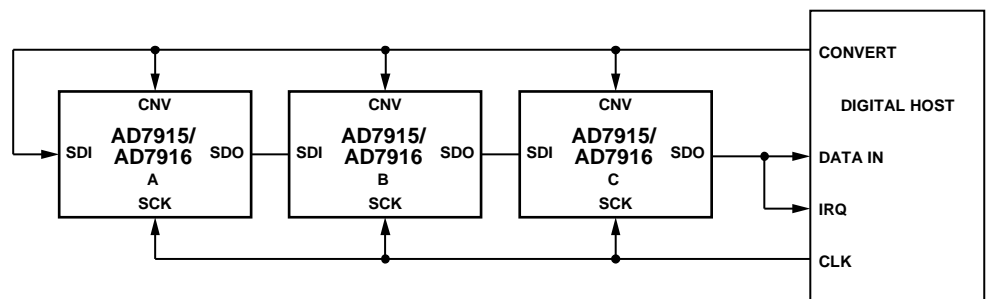 CONVERT
CNV
CNV
CNV
DIGITAL HOST
AD7915/
AD7916
AD7915/
AD7916
AD7915/
AD7916
SDI
SDO
SDI
SDO
SDI
SDO
DATA IN
A
B
C
SCK
SCK
SCK
IRQ
CLK